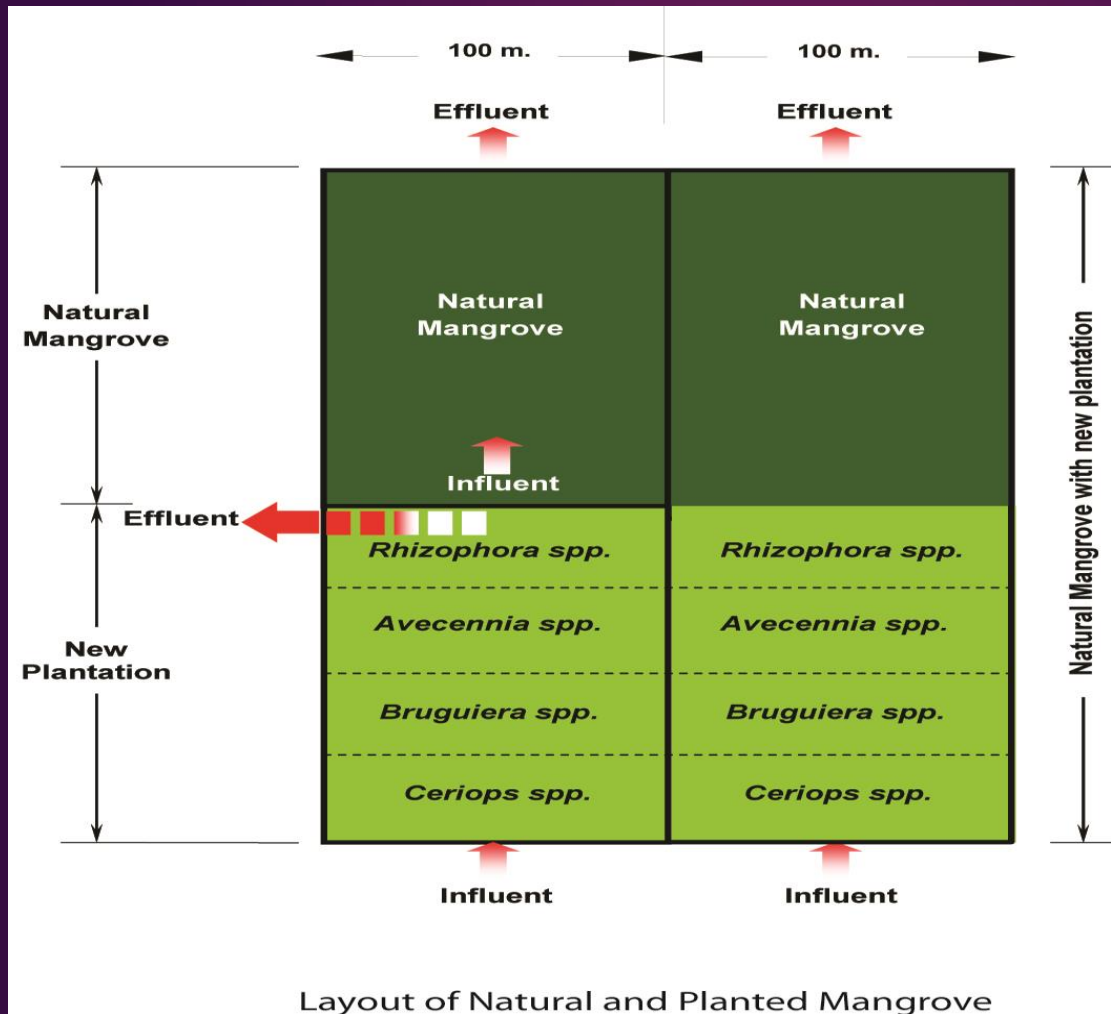 100 m.
100 m.
Effluent
Effluent
Natural
Mangrove
Natural
Mangrove
Natural
Mangrove
Natural Mangrove with new plantation
Influent
Effluent
Rhizophora spp.
Rhizophora spp.
Avecennia spp.
Avecennia spp.
New
Plantation
Bruguiera spp.
Bruguiera spp.
Ceriops spp.
Ceriops spp.
Influent
Influent
Layout of Natural and Planted Mangrove